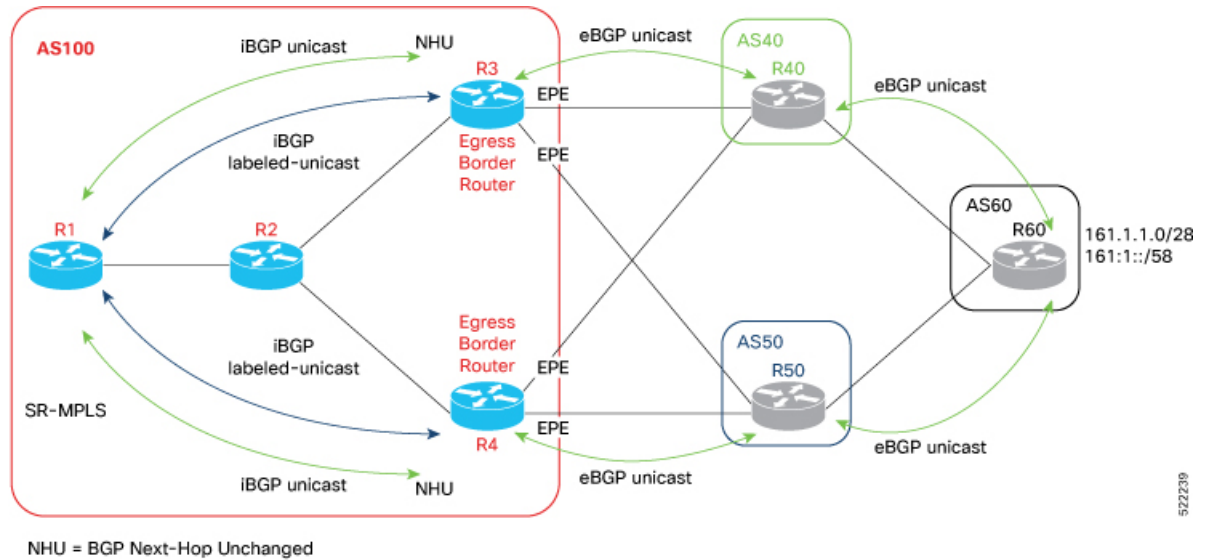 AS100
iBGP unicast
NHU
eBGP unicast
AS40
R40
eBGP unicast
R3
EPE
iBGP
labeled-unicast
Egress
Border
Router
EPE
R1
R2
AS60
R60
161.1.1.0/28
161:1::/58
iBGP
labeled-unicast
Egress
Border
Router
EPE
AS50
R50
SR-MPLS
R4
EPE
eBGP unicast
iBGP unicast
NHU
eBGP unicast
522239
NHU = BGP Next-Hop Unchanged